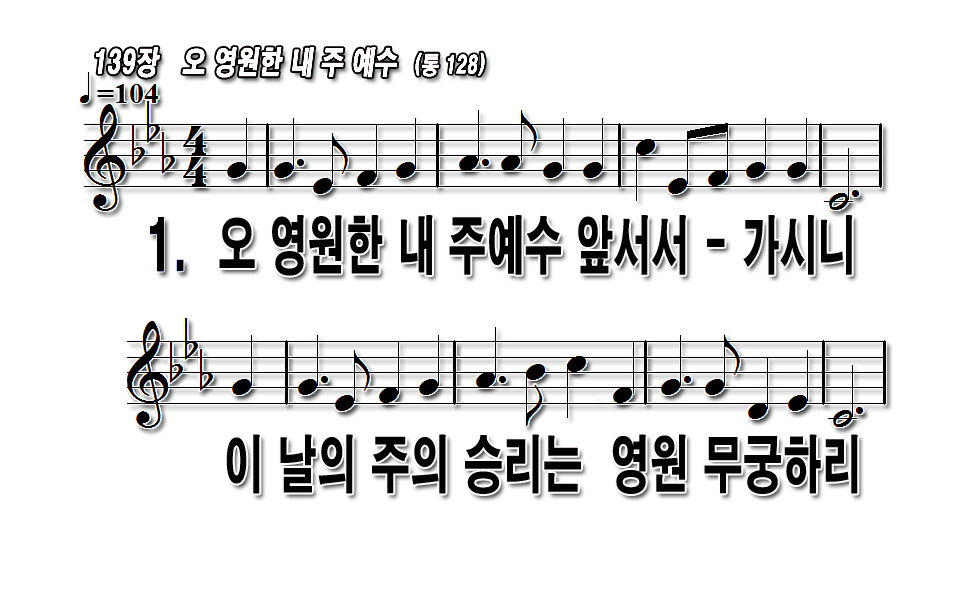 139장 오 영원한 내 주 예수 (통 128)
♩=104
1. 오 영원한 내 주예수 앞서서 - 가시니
이 날의 주의 승리는 영원 무궁하리